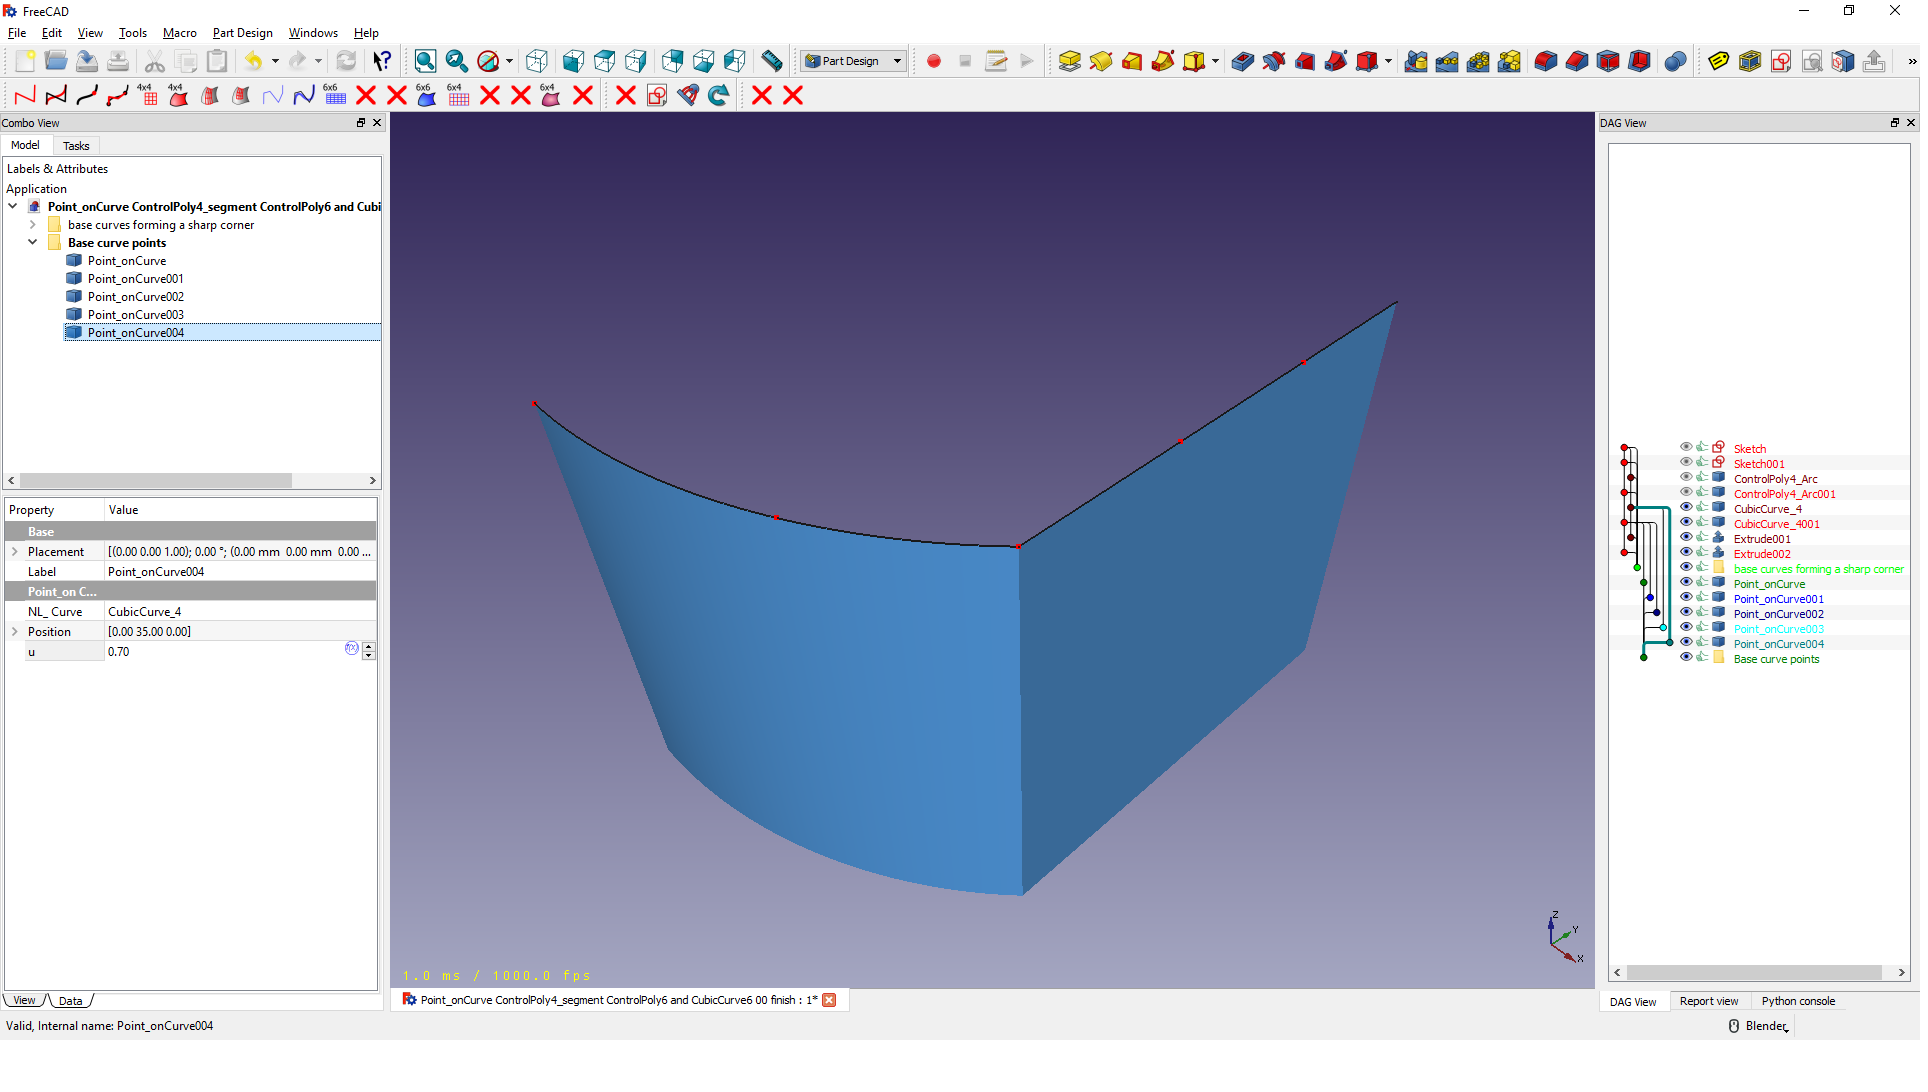 FreeCAD
File Edit View Tools Macro Part Design Windows Help
Part Design
4x4 4x4 6x6 6x6 6x4 6x4
Combo View
Model Tasks
Labels & Attributes
Application
Point_onCurve ControlPoly4_segment ControlPoly6 and Cubi
base curves forming a sharp corner
Base curve points
Point_onCurve
Point_onCurve001
Point_onCurve002
Point_onCurve003
Point_onCurve004
Property Value
Base
Placement [(0.00 0.00 1.00); 0.00 °; (0.00 mm 0.00 mm 0.00 ...
Label Point_onCurve004
Point_on C...
NL_ Curve CubicCurve_4
Position [0.00 35.00 0.00]
u 0.70
View Data
Valid, Internal name: Point_onCurve004
1.0 ms / 1000.0 fps
Z
Y
X
Point_onCurve ControlPoly4_segment ControlPoly6 and CubicCurve6 00 finish : 1*
DAG View
Sketch
Sketch001
ControlPoly4_Arc
ControlPoly4_Arc001
CubicCurve_4
CubicCurve_4001
Extrude001
Extrude002
base curves forming a sharp corner
Point_onCurve
Point_onCurve001
Point_onCurve002
Point_onCurve003
Point_onCurve004
Base curve points
DAG View Report view Python console
Blender